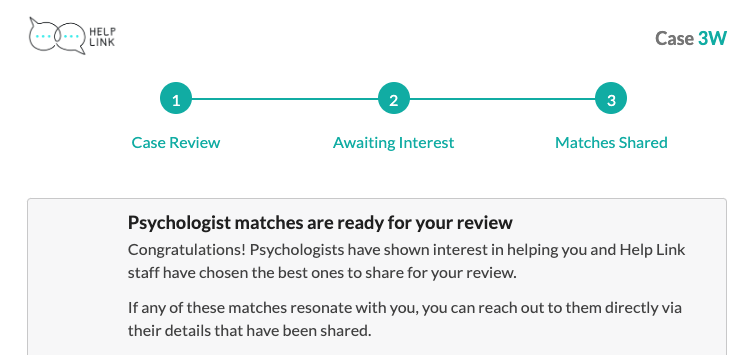 HELP
LINK
Case 3W
1
2
3
Case Review
Awaiting Interest
Matches Shared
Psychologist matches are ready for your review
Congratulations! Psychologists have shown interest in helping you and Help Link
staff have chosen the best ones to share for your review.
If any of these matches resonate with you, you can reach out to them directly via
their details that have been shared.